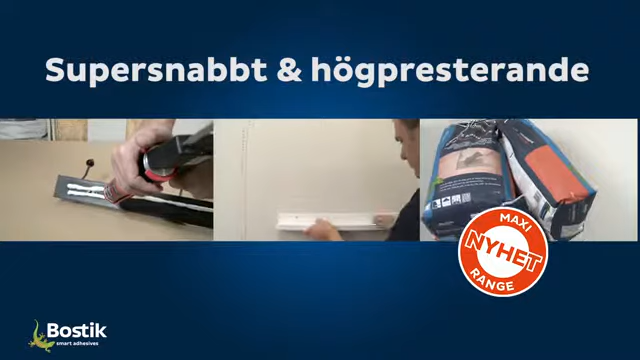 Supersnabbt & högpresterande
MAXI
NYHET
RANGE
Bostik
smart adhesives